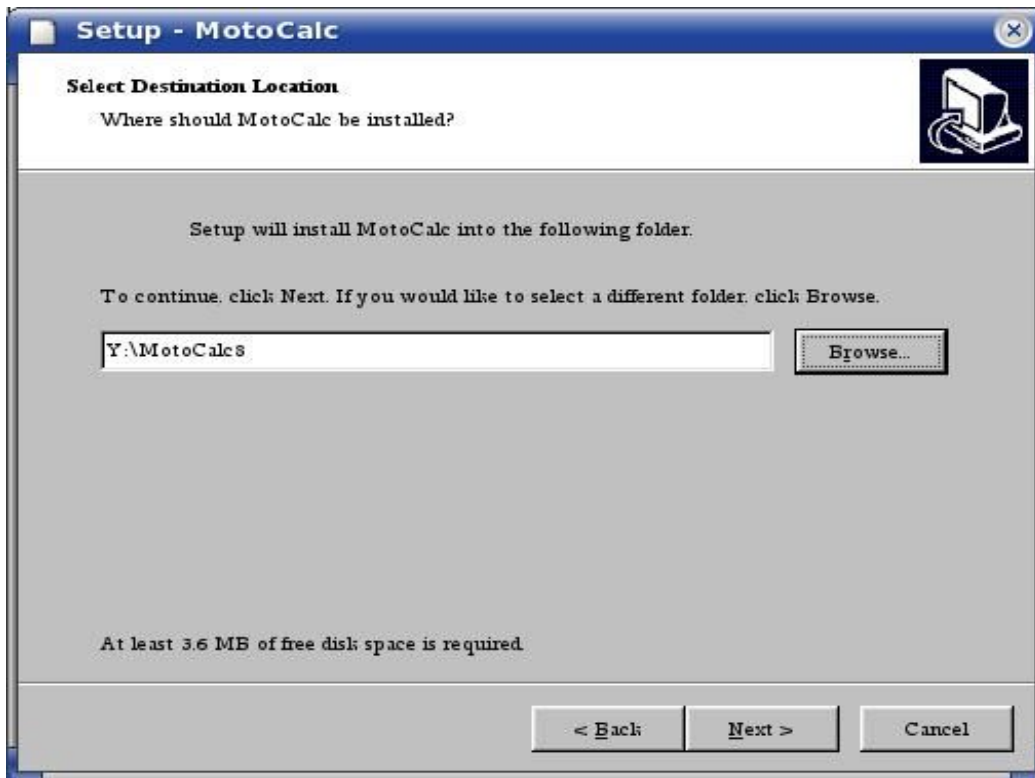 Setup - MotoCalc
Select Destination Location
Where should MotoCalc be installed?
Setup will install MotoCalc into the following folder.
To continue, click Next. If you would like to select a different folder, click Browse.
Y:\MotoCalc8
Browse...
At least 3.6 MB of free disk space is required.
< Back
Next >
Cancel